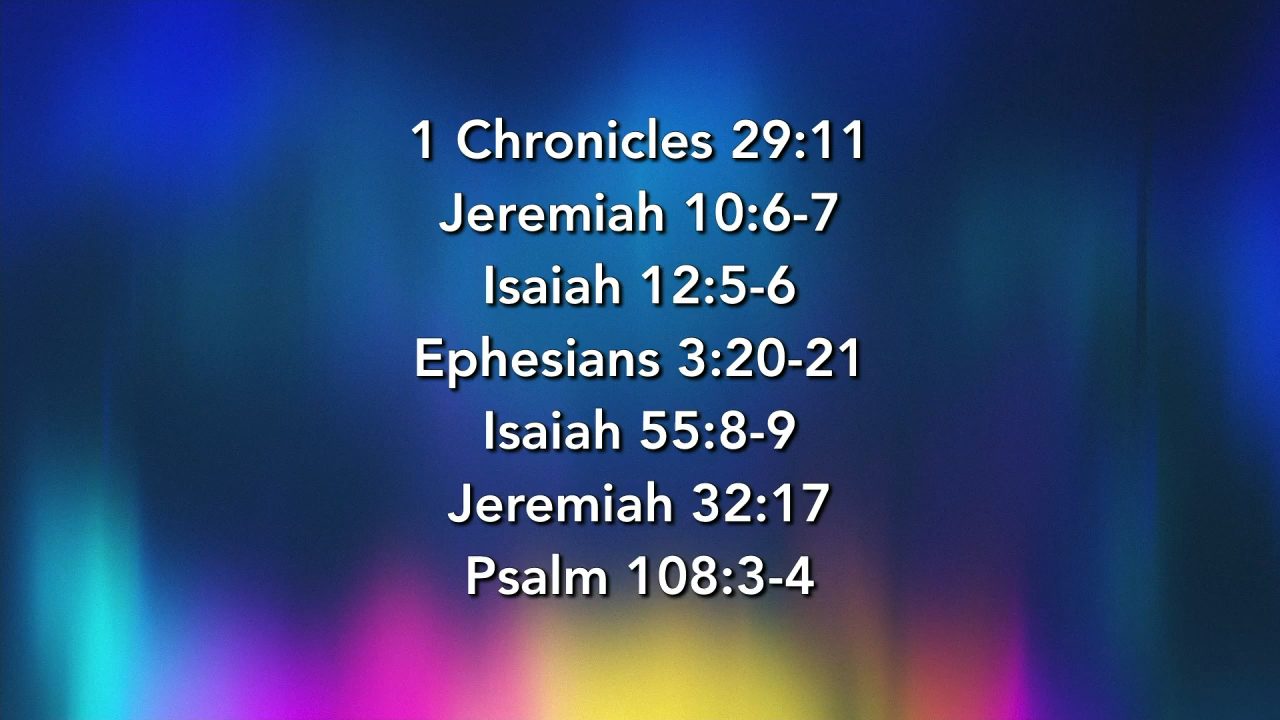 1 Chronicles 29:11
Jeremiah 10:6-7
Isaiah 12:5-6
Ephesians 3:20-21
Isaiah 55:8-9
Jeremiah 32:17
Psalm 108:3-4